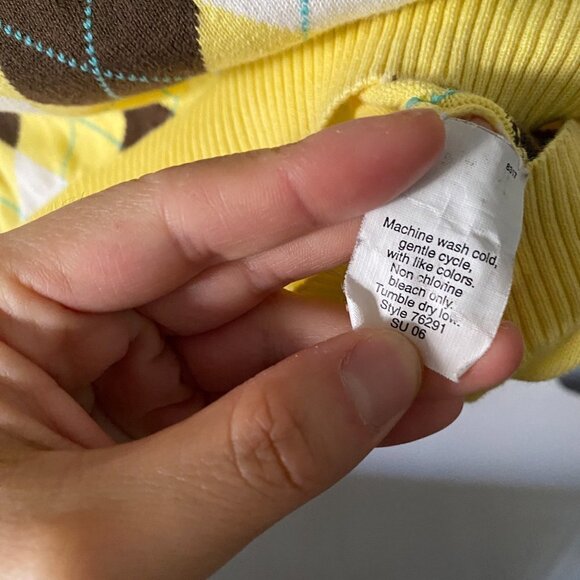 Machine wash cold,
gentle cycle,
with like colors.
Non chlorine
bleach only.
Tumble dry low.
Style 76291
SU 06